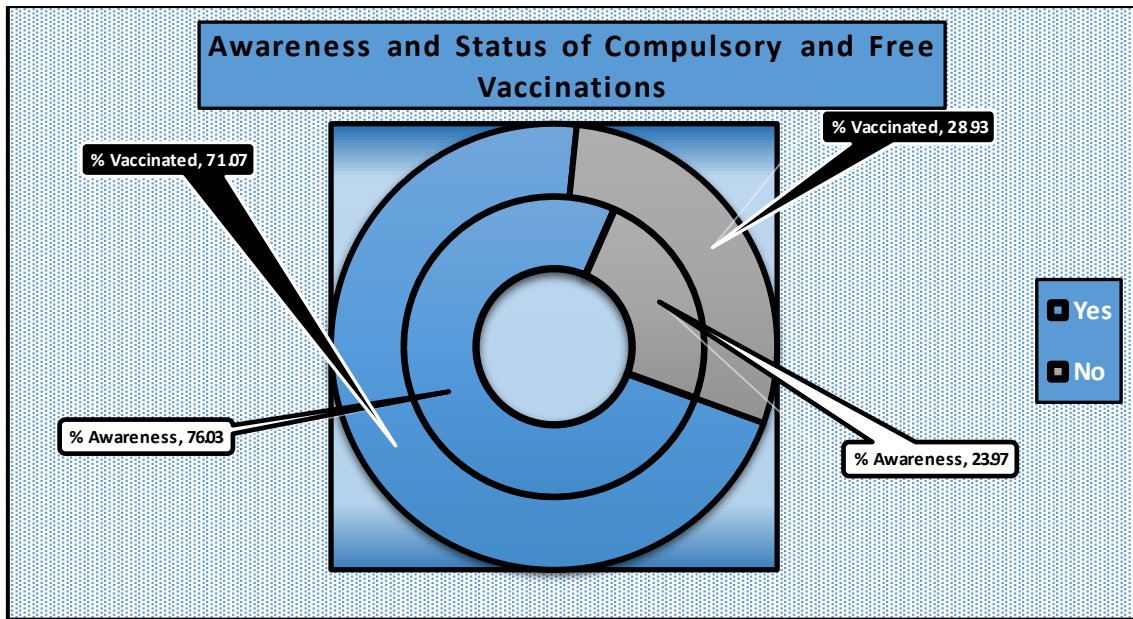 Awareness and Status of Compulsory and Free
Vaccinations
% Vaccinated, 28.93
% Vaccinated, 71.07
Yes
No
% Awareness, 76.03
% Awareness, 23.97